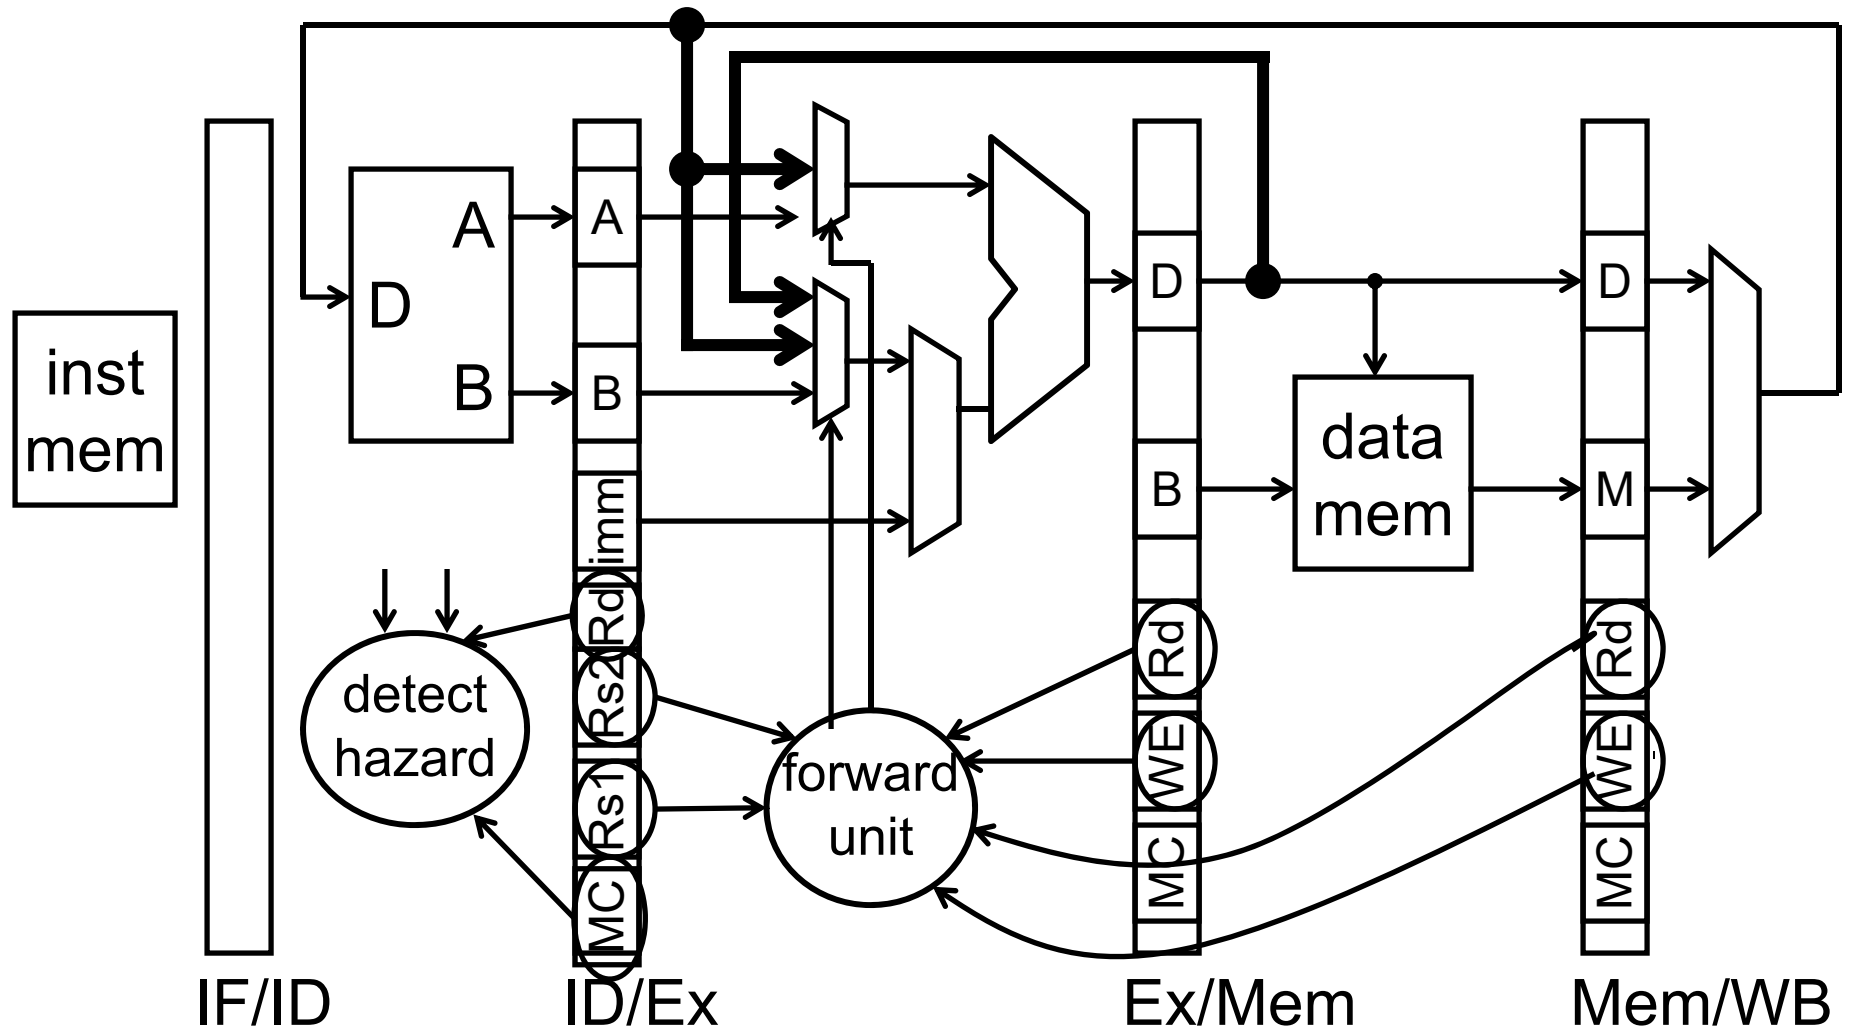 inst
mem
A
D
B
A
B
imm
Rd
Rs2
Rs1
MC
detect
hazard
forward
unit
D
B
Rd
WE
MC
data
mem
D
M
Rd
WE
MC
IF/ID
ID/Ex
Ex/Mem
Mem/WB